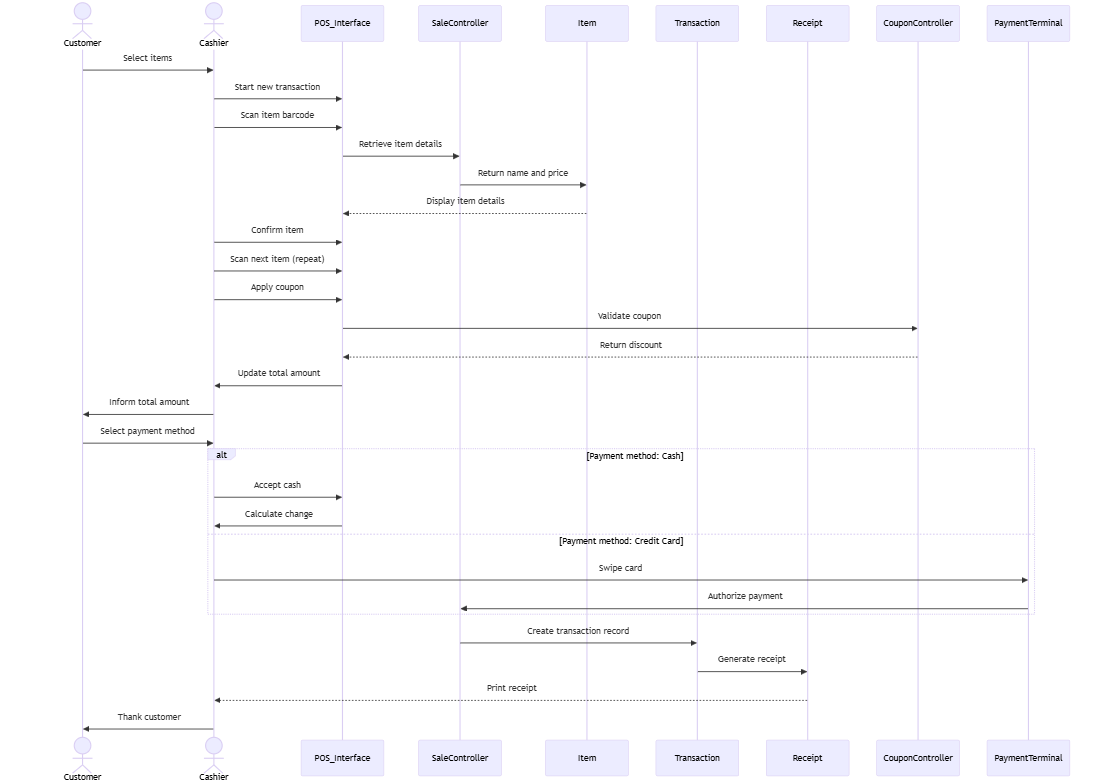 Customer
Cashier
POS_Interface
SaleController
Item
Transaction
Receipt
CouponController
PaymentTerminal
Select items
Start new transaction
Scan item barcode
Retrieve item details
Return name and price
Display item details
Confirm item
Scan next item (repeat)
Apply coupon
Validate coupon
Return discount
Update total amount
Inform total amount
Select payment method
alt
[Payment method: Cash]
Accept cash
Calculate change
[Payment method: Credit Card]
Swipe card
Authorize payment
Create transaction record
Generate receipt
Print receipt
Thank customer
Customer
Cashier
POS_Interface
SaleController
Item
Transaction
Receipt
CouponController
PaymentTerminal